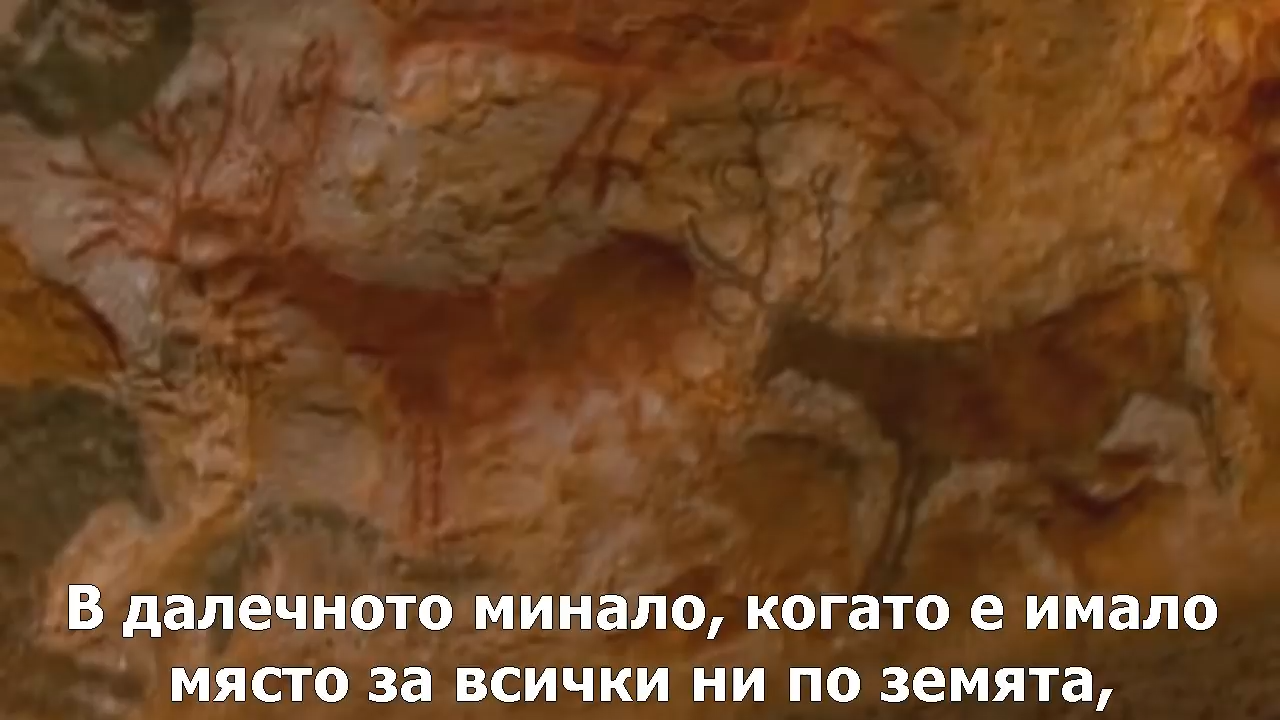 В далечното минало, когато е имало
място за всички ни по земята,